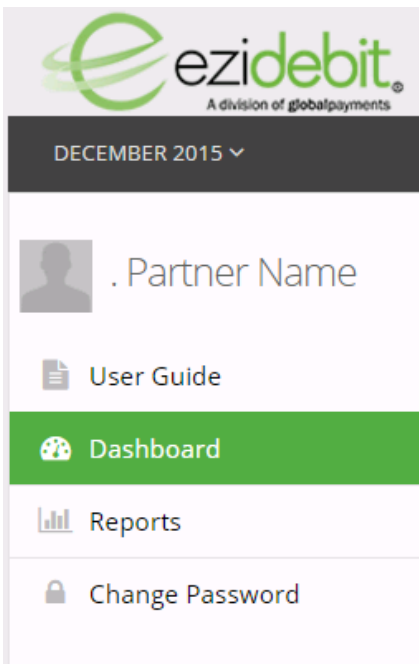 ezidebit®
A division of globalpayments
DECEMBER 2015
. Partner Name
User Guide
Dashboard
Reports
Change Password